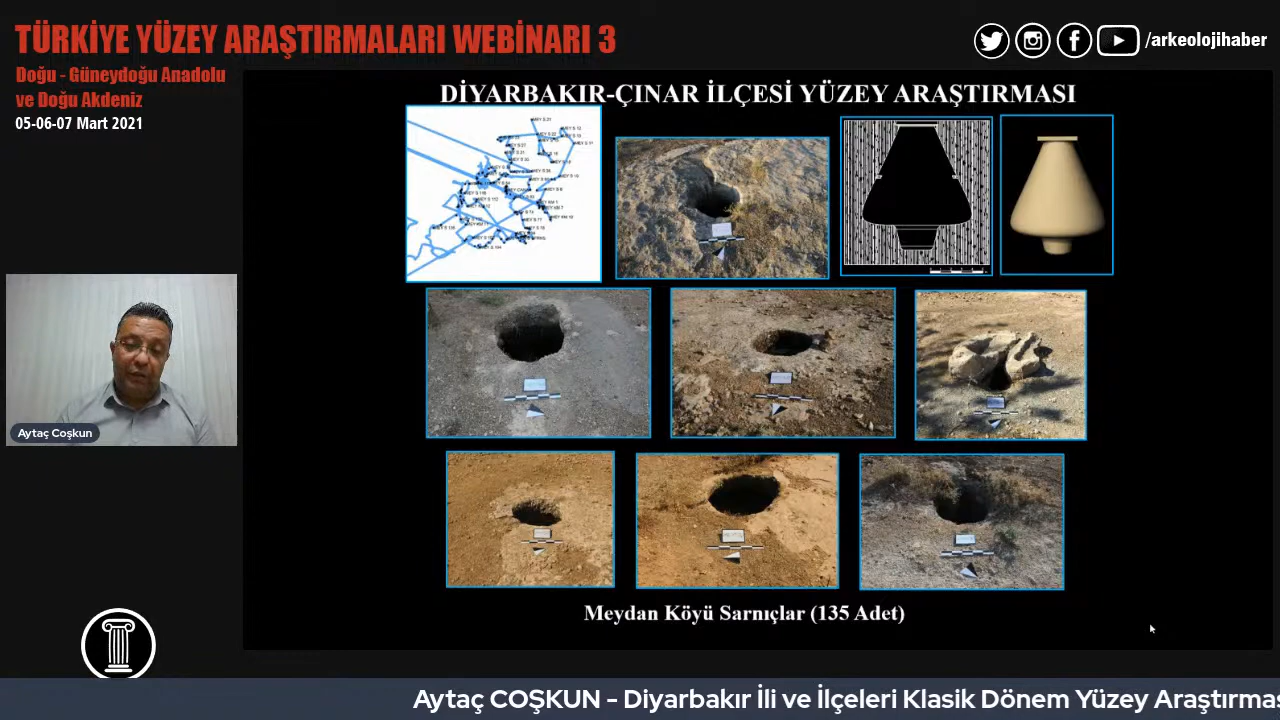 TÜRKİYE YÜZEY ARAŞTIRMALARI WEBİNARI 3
Doğu - Güneydoğu Anadolu
ve Doğu Akdeniz
05-06-07 Mart 2021
/arkeolojihaber
DİYARBAKIR-ÇINAR İLÇESİ YÜZEY ARAŞTIRMASI
Aytaç Coşkun
Meydan Köyü Sarnıçlar (135 Adet)
Aytaç COŞKUN - Diyarbakır İli ve İlçeleri Klasik Dönem Yüzey Araştırmas